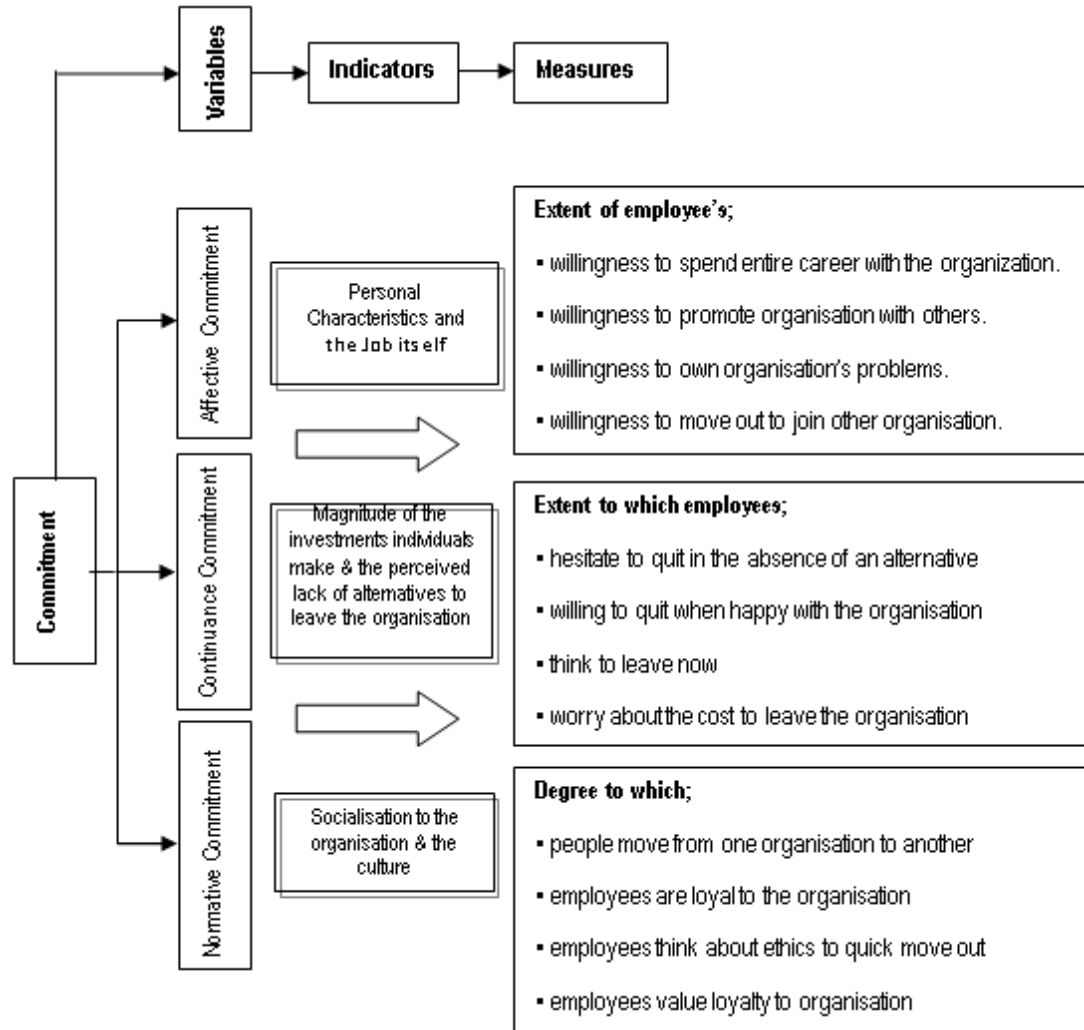 Variables
Indicators
Measures
Commitment
Affective Commitment
Personal
Characteristics and
the Job itself
Extent of employee's;
▪ willingness to spend entire career with the organization.
▪ willingness to promote organisation with others.
▪ willingness to own organisation's problems.
▪ willingness to move out to join other organisation.
Continuance Commitment
Magnitude of the
investments individuals
make & the perceived
lack of alternatives to
leave the organisation
Extent to which employees;
▪ hesitate to quit in the absence of an alternative
▪ willing to quit when happy with the organisation
▪ think to leave now
▪ worry about the cost to leave the organisation
Normative Commitment
Socialisation to the
organisation & the
culture
Degree to which;
▪ people move from one organisation to another
▪ employees are loyal to the organisation
▪ employees think about ethics to quick move out
▪ employees value loyalty to organisation